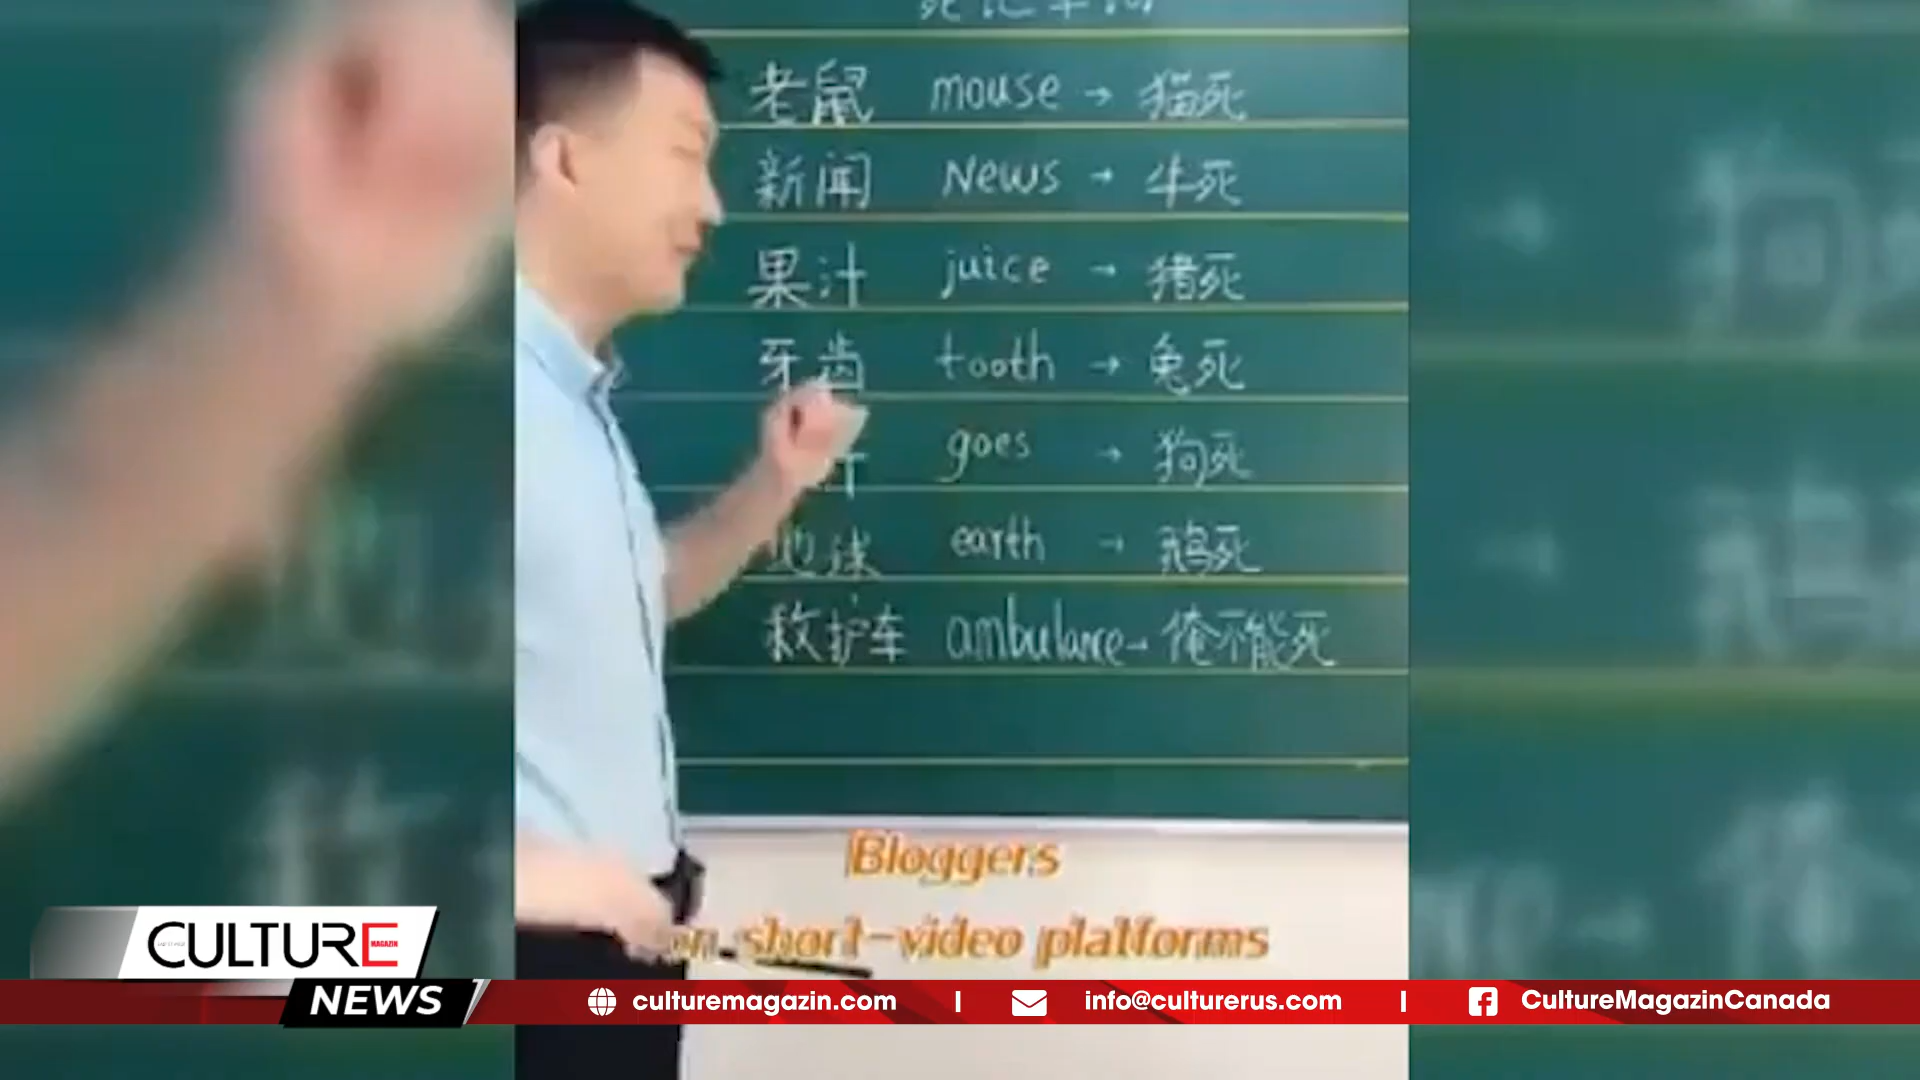 死记单词
老鼠 mouse → 猫死
新闻 News → 牛死
果汁 juice → 猪死
牙齿 tooth → 兔死
goes → 狗死
地球 earth → 鹅死
救护车 ambulance → 俺不能死
Bloggers
on short-video platforms
CULTURE
MAGAZIN
NEWS
culturemagazin.com | info@culturerus.com | CultureMagazinCanada